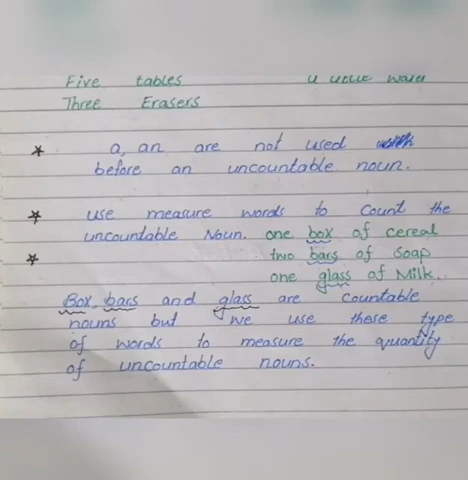 Five tables
water
Three Erasers
* a, an are not used
before an uncountable noun.
* use measure words to count the
uncountable Noun. one box of cereal
* two bars of Soap
one glass of Milk.
Box, bars and glass are countable
nouns but we use these type
of words to measure the quantity
of uncountable nouns.